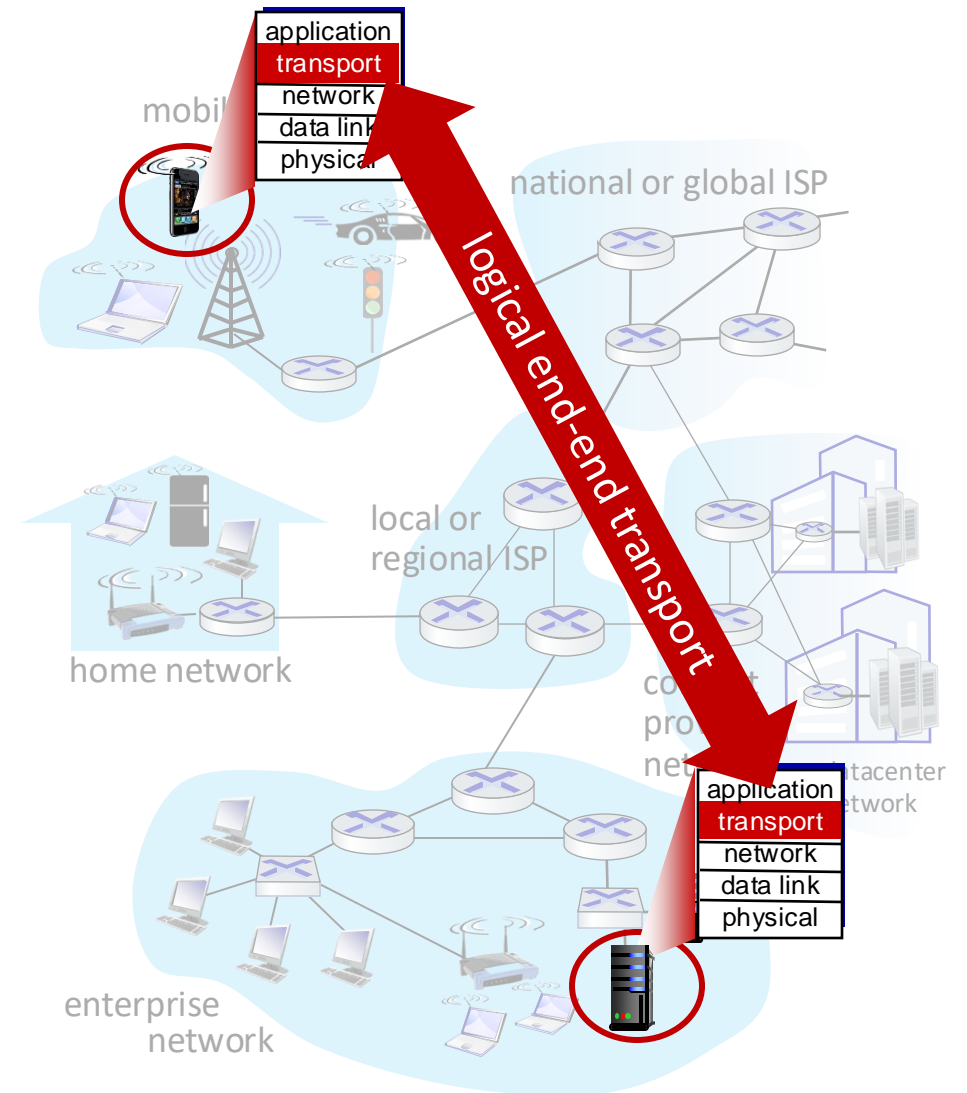 application
transport
network
data link
physical
national or global ISP
logical end-end transport
local or
regional ISP
home network
application
transport
network
data link
physical
enterprise
network